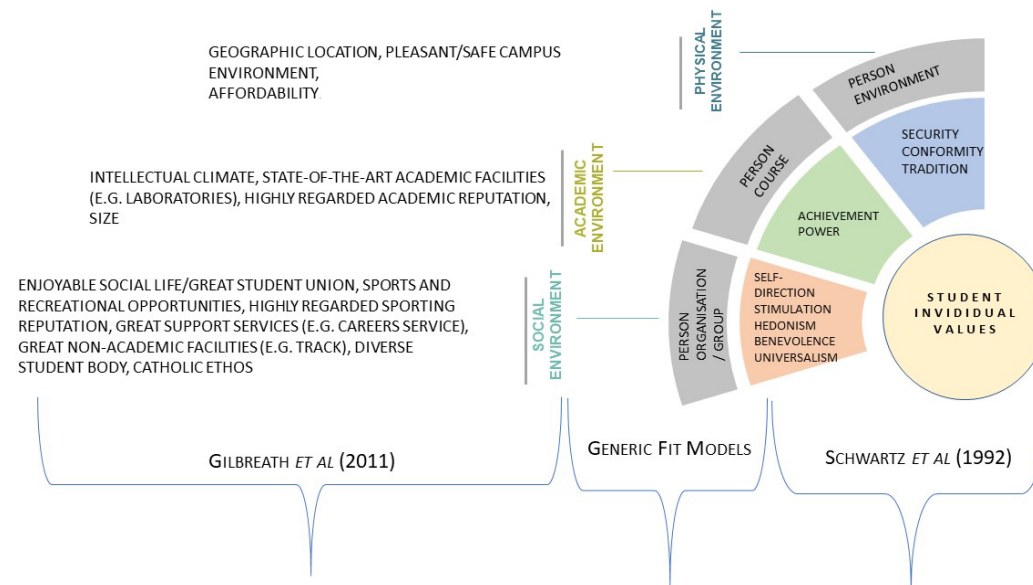 GEOGRAPHIC LOCATION, PLEASANT/SAFE CAMPUS
ENVIRONMENT,
AFFORDABILITY.
PHYSICAL
ENVIRONMENT
PERSON
ENVIRONMENT
SECURITY
CONFORMITY
TRADITION
INTELLECTUAL CLIMATE, STATE-OF-THE-ART ACADEMIC FACILITIES
(E.G. LABORATORIES), HIGHLY REGARDED ACADEMIC REPUTATION,
SIZE
ACADEMIC
ENVIRONMENT
PERSON
COURSE
ACHIEVEMENT
POWER
ENJOYABLE SOCIAL LIFE/GREAT STUDENT UNION, SPORTS AND
RECREATIONAL OPPORTUNITIES, HIGHLY REGARDED SPORTING
REPUTATION, GREAT SUPPORT SERVICES (E.G. CAREERS SERVICE),
GREAT NON-ACADEMIC FACILITIES (E.G. TRACK), DIVERSE
STUDENT BODY, CATHOLIC ETHOS
SOCIAL
ENVIRONMENT
PERSON
ORGANISATION
/ GROUP
SELF-
DIRECTION
STIMULATION
HEDONISM
BENEVOLENCE
UNIVERSALISM
STUDENT
INVIDIDUAL
VALUES
GILBREATH ET AL (2011)
GENERIC FIT MODELS
SCHWARTZ ET AL (1992)